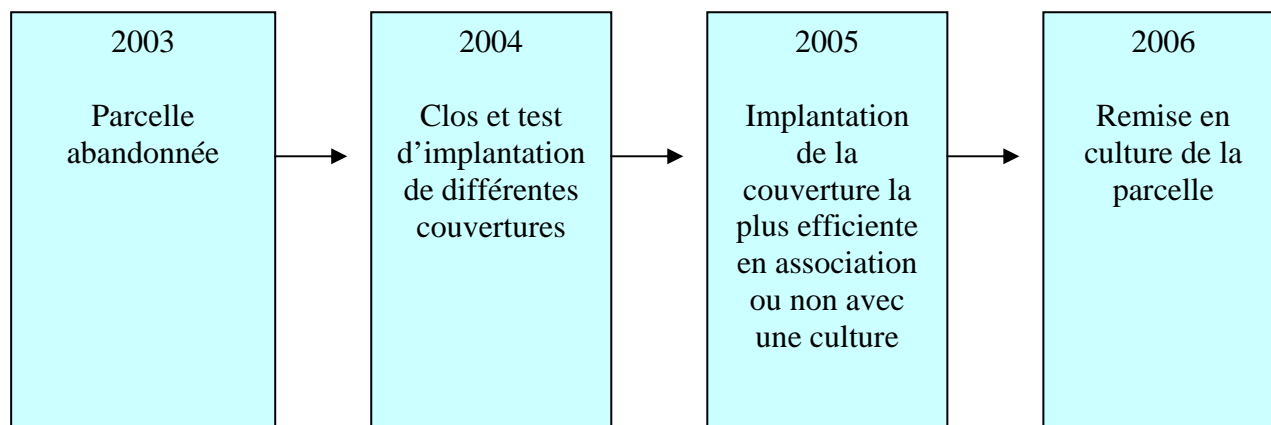 2003
Parcelle
abandonnée
2004
Clos et test
d’implantation
de différentes
couvertures
2005
Implantation
de la
couverture la
plus efficiente
en association
ou non avec
une culture
2006
Remise en
culture de la
parcelle